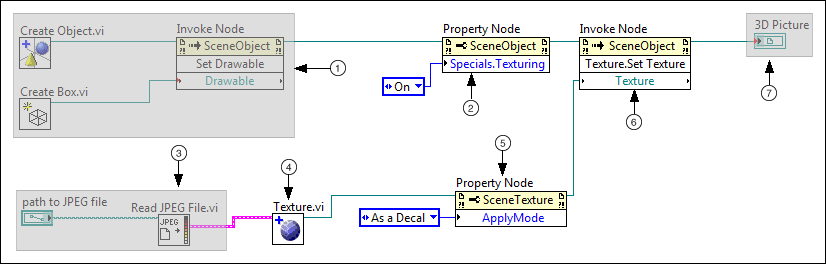 Create Object.vi
Invoke Node
SceneObject
Set Drawable
Drawable
Create Box.vi
1
Property Node
SceneObject
Specials.Texturing
On
2
Invoke Node
SceneObject
Texture.Set Texture
Texture
6
3D Picture
7
3
path to JPEG file
Read JPEG File.vi
JPEG
4
Texture.vi
5
Property Node
SceneTexture
ApplyMode
As a Decal